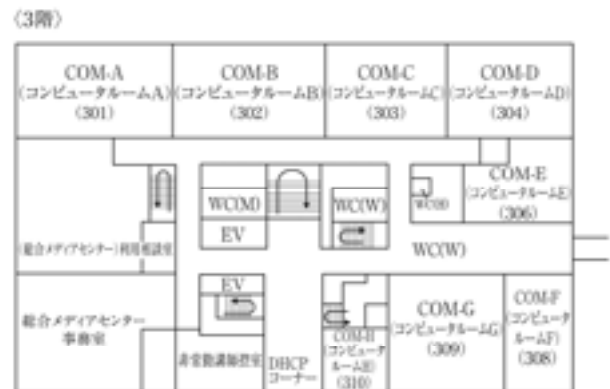 〈3階〉
COM-A
(コンピュータルームA)
(301)
COM-B
(コンピュータルームB)
(302)
COM-C
(コンピュータルームC)
(303)
COM-D
(コンピュータルームD)
(304)
COM-E
(コンピュータルームE)
(306)
WC(M)
WC(W)
EV
WC(W)
(総合メディアセンター)利用相談室
EV
総合メディアセンター
事務室
非常勤講師控室
DHCP
コーナー
COM-H
(コンピュータ
ルームH)
(310)
COM-G
(コンピュータルームG)
(309)
COM-F
(コンピュータ
ルームF)
(308)